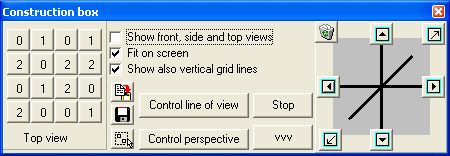 Construction box
0 1 0 1
2 0 2 2
0 1 2 0
0 2 0 0
Top view
Show front, side and top views
Fit on screen
Show also vertical grid lines
Control line of view
Stop
Control perspective
vvv